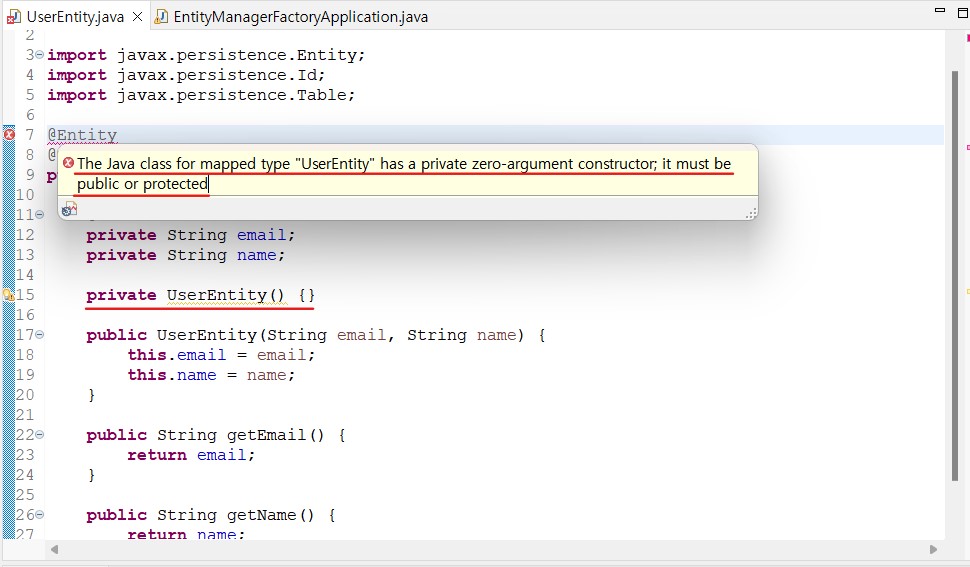 UserEntity.java
EntityManagerFactoryApplication.java
2
3 import javax.persistence.Entity;
4 import javax.persistence.Id;
5 import javax.persistence.Table;
6
7 @Entity
8 @
The Java class for mapped type "UserEntity" has a private zero-argument constructor; it must be
public or protected
9 p
10
11
12 private String email;
13 private String name;
14
15 private UserEntity() {}
16
17 public UserEntity(String email, String name) {
18 this.email = email;
19 this.name = name;
20 }
21
22 public String getEmail() {
23 return email;
24 }
25
26 public String getName() {
27 return name;